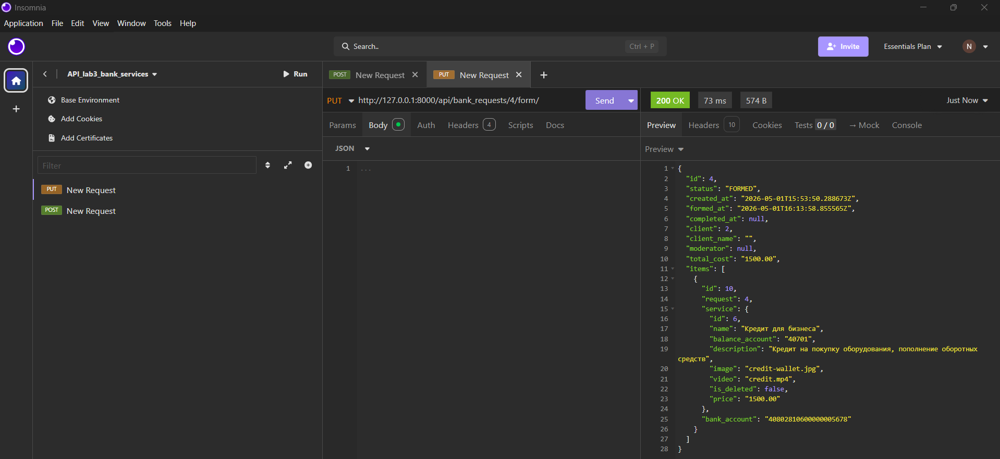 Insomnia
Application File Edit View Window Tools Help
Search.. Ctrl + P
Invite
Essentials Plan
N
API_lab3_bank_services
Run
Base Environment
Add Cookies
Add Certificates
Filter
PUT New Request
POST New Request
POST New Request
PUT New Request
PUT http://127.0.0.1:8000/api/bank_requests/4/form/ Send
Params Body Auth Headers 4 Scripts Docs
JSON
1 ...
200 OK 73 ms 574 B Just Now
Preview Headers 10 Cookies Tests 0 / 0 → Mock Console
Preview
1 {
2 "id": 4,
3 "status": "FORMED",
4 "created_at": "2026-05-01T15:53:50.288673Z",
5 "formed_at": "2026-05-01T16:13:58.855565Z",
6 "completed_at": null,
7 "client": 2,
8 "client_name": "",
9 "moderator": null,
10 "total_cost": "1500.00",
11 "items": [
12 {
13 "id": 10,
14 "request": 4,
15 "service": {
16 "id": 6,
17 "name": "Кредит для бизнеса",
18 "balance_account": "40701",
19 "description": "Кредит на покупку оборудования, пополнение оборотных
средств",
20 "image": "credit-wallet.jpg",
21 "video": "credit.mp4",
22 "is_deleted": false,
23 "price": "1500.00"
24 },
25 "bank_account": "40802810600000005678"
26 }
27 ]
28 }